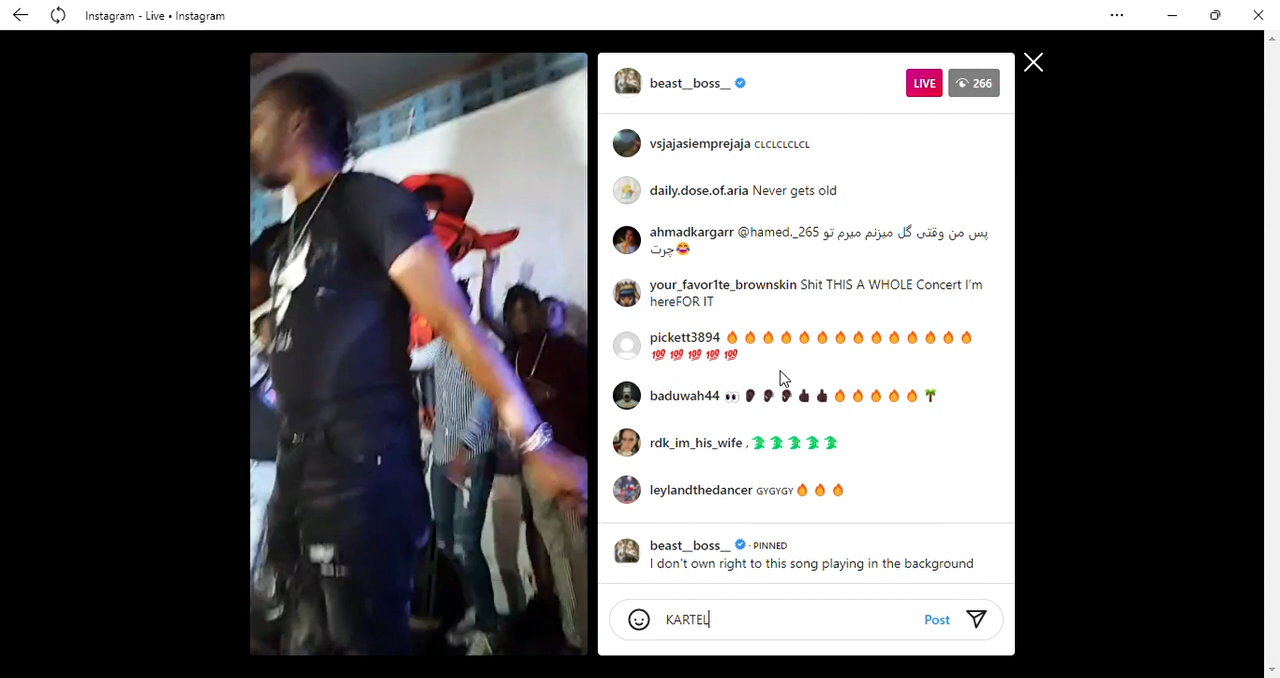 Instagram - Live • Instagram
beast__boss__
LIVE
266
vsjajasiemprejaja CLCLCLCLCL
daily.dose.of.aria Never gets old
ahmadkargarr @hamed._265 پس من وقتی گل میزنم میرم تو
چرت😂
your_favor1te_brownskin Shit THIS A WHOLE Concert I'm
hereFOR IT
pickett3894 🔥🔥🔥🔥🔥🔥🔥🔥🔥🔥🔥🔥🔥🔥
💯💯💯💯💯
baduwah44 👀👂🏿👂🏿👂🏿👍🏿👍🏿🔥🔥🔥🔥🔥🌴
rdk_im_his_wife , 🐊🐊🐊🐊🐊
leylandthedancer GYGYGY🔥🔥🔥
beast__boss__ · PINNED
I don't own right to this song playing in the background
KARTEL
Post